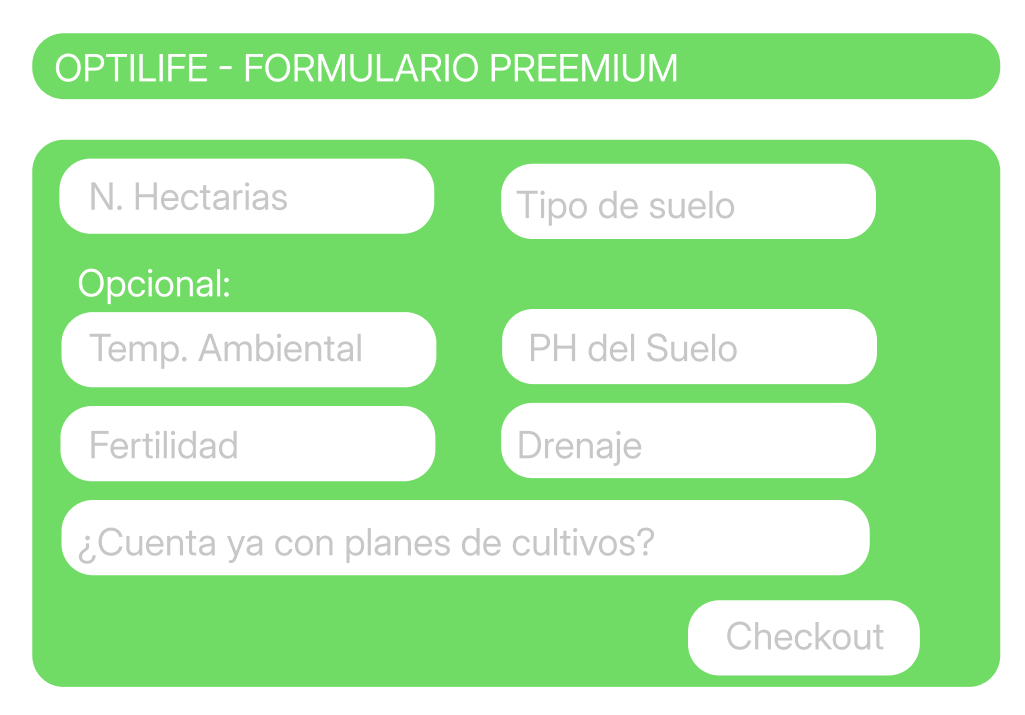 OPTILIFE - FORMULARIO PREEMIUM
N. Hectarias
Tipo de suelo
Opcional:
Temp. Ambiental
PH del Suelo
Fertilidad
Drenaje
¿Cuenta ya con planes de cultivos?
Checkout